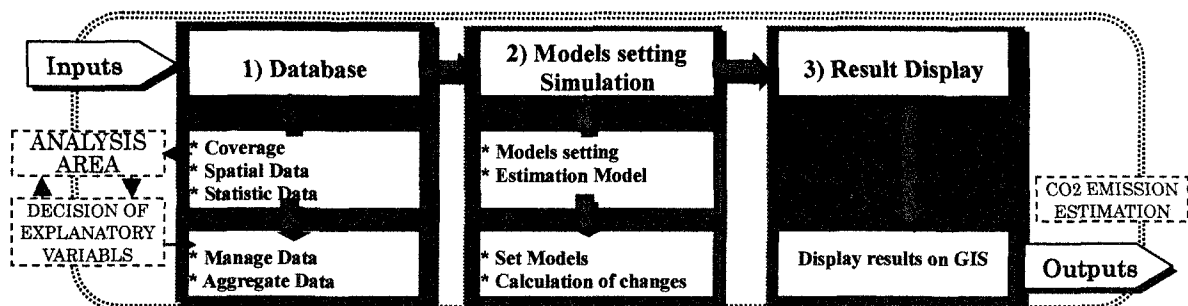 Inputs
1) Database
2) Models setting
Simulation
3) Result Display
ANALYSIS
AREA
* Coverage
* Spatial Data
* Statistic Data
* Models setting
* Estimation Model
DECISION OF
EXPLANATORY
VARIABLS
* Manage Data
* Aggregate Data
* Set Models
* Calculation of changes
Display results on GIS
CO2 EMISSION
ESTIMATION
Outputs